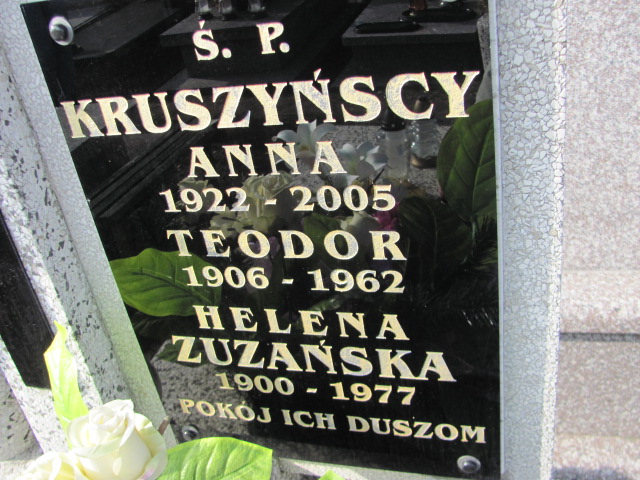 Ś. P.
KRUSZYŃSCY
ANNA
1922 - 2005
TEODOR
1906 - 1962
HELENA
ZUZAŃSKA
1900 - 1977
POKÓJ ICH DUSZOM